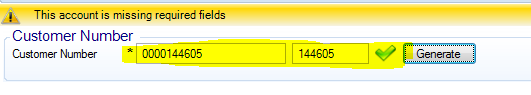 This account is missing required fields
Customer Number
Customer Number * 0000144605 144605 Generate